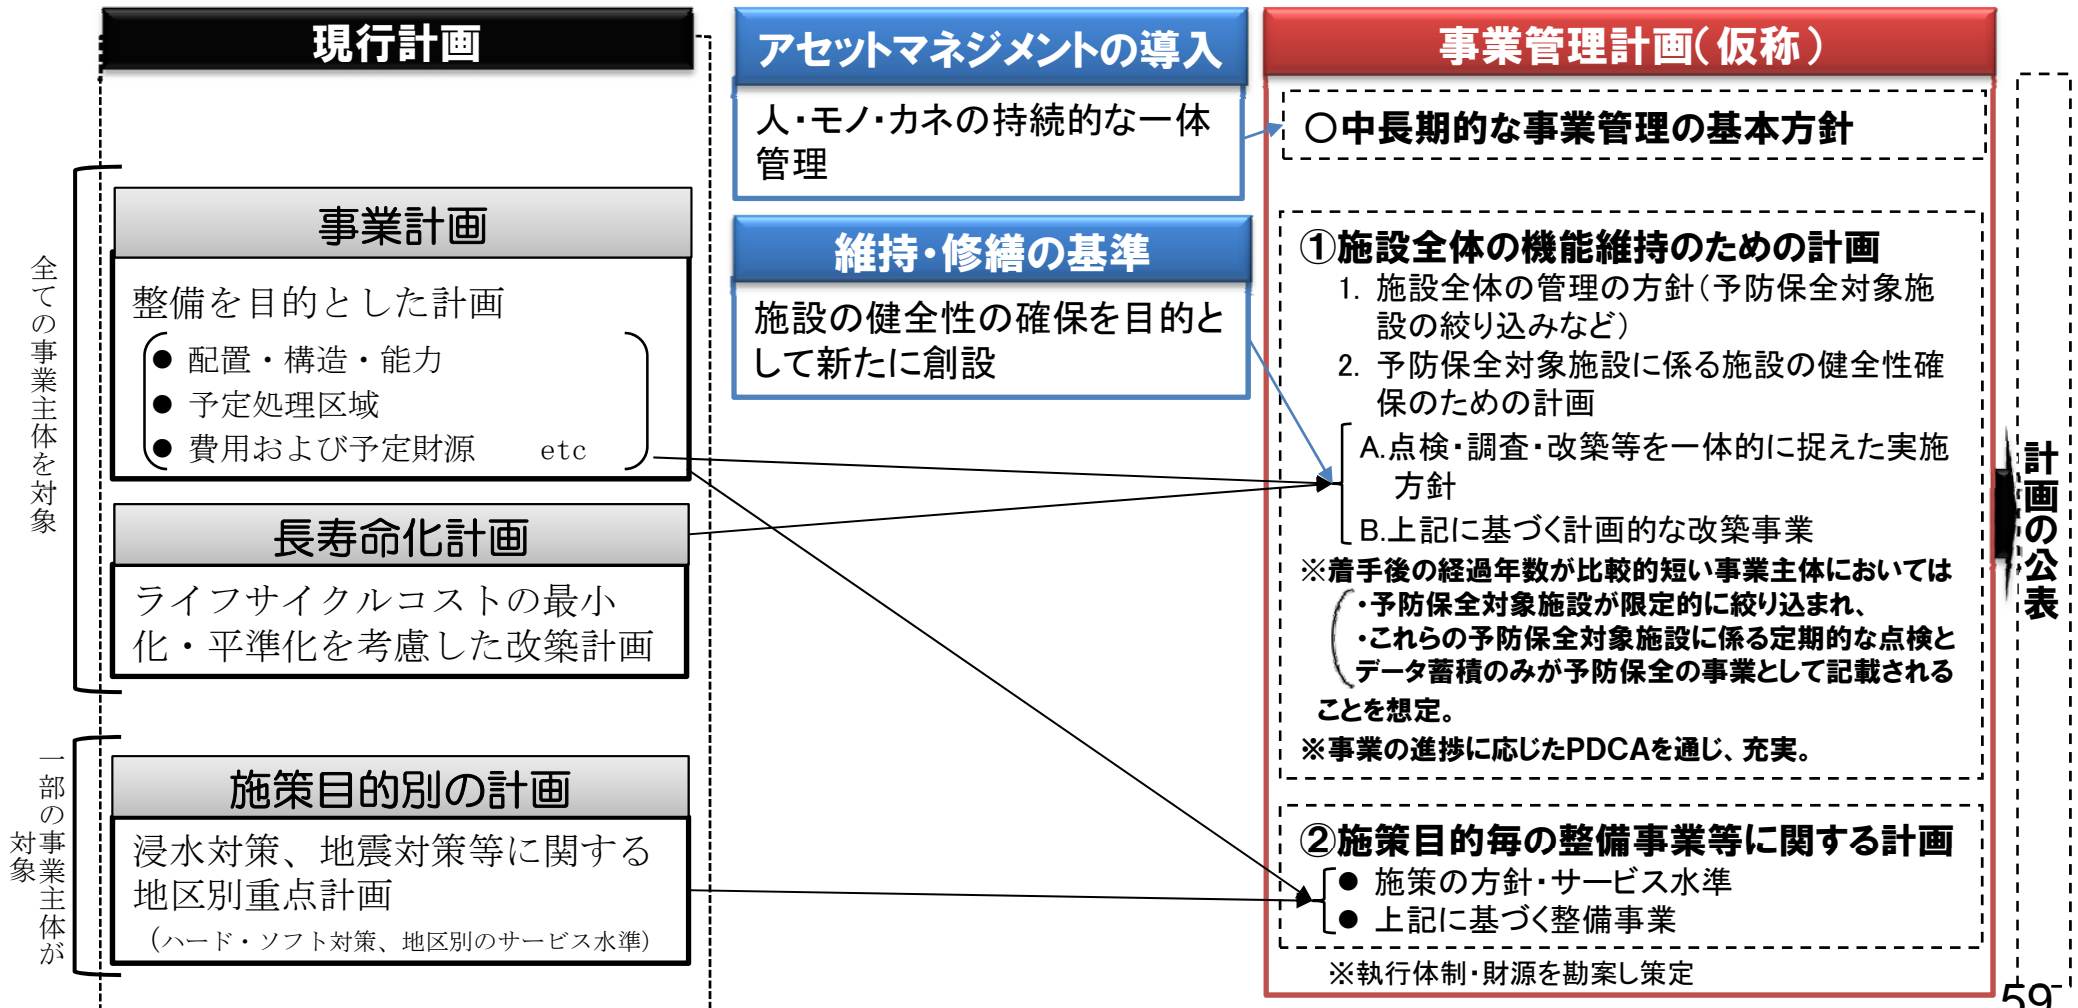 現行計画
全ての事業主体を対象
事業計画
整備を目的とした計画
● 配置・構造・能力
● 予定処理区域
● 費用および予定財源 etc
長寿命化計画
ライフサイクルコストの最小
化・平準化を考慮した改築計画
一部の事業主体が
対象
施策目的別の計画
浸水対策、地震対策等に関する
地区別重点計画
(ハード・ソフト対策、地区別のサービス水準)
アセットマネジメントの導入
人・モノ・カネの持続的な一体
管理
維持・修繕の基準
施設の健全性の確保を目的と
して新たに創設
事業管理計画(仮称)
○中長期的な事業管理の基本方針
①施設全体の機能維持のための計画
1. 施設全体の管理の方針(予防保全対象施
設の絞り込みなど)
2. 予防保全対象施設に係る施設の健全性確
保のための計画
A.点検・調査・改築等を一体的に捉えた実施
方針
B.上記に基づく計画的な改築事業
※着手後の経過年数が比較的短い事業主体においては
・予防保全対象施設が限定的に絞り込まれ、
・これらの予防保全対象施設に係る定期的な点検と
データ蓄積のみが予防保全の事業として記載される
ことを想定。
※事業の進捗に応じたPDCAを通じ、充実。
②施策目的毎の整備事業等に関する計画
● 施策の方針・サービス水準
● 上記に基づく整備事業
※執行体制・財源を勘案し策定
計画の公表
59